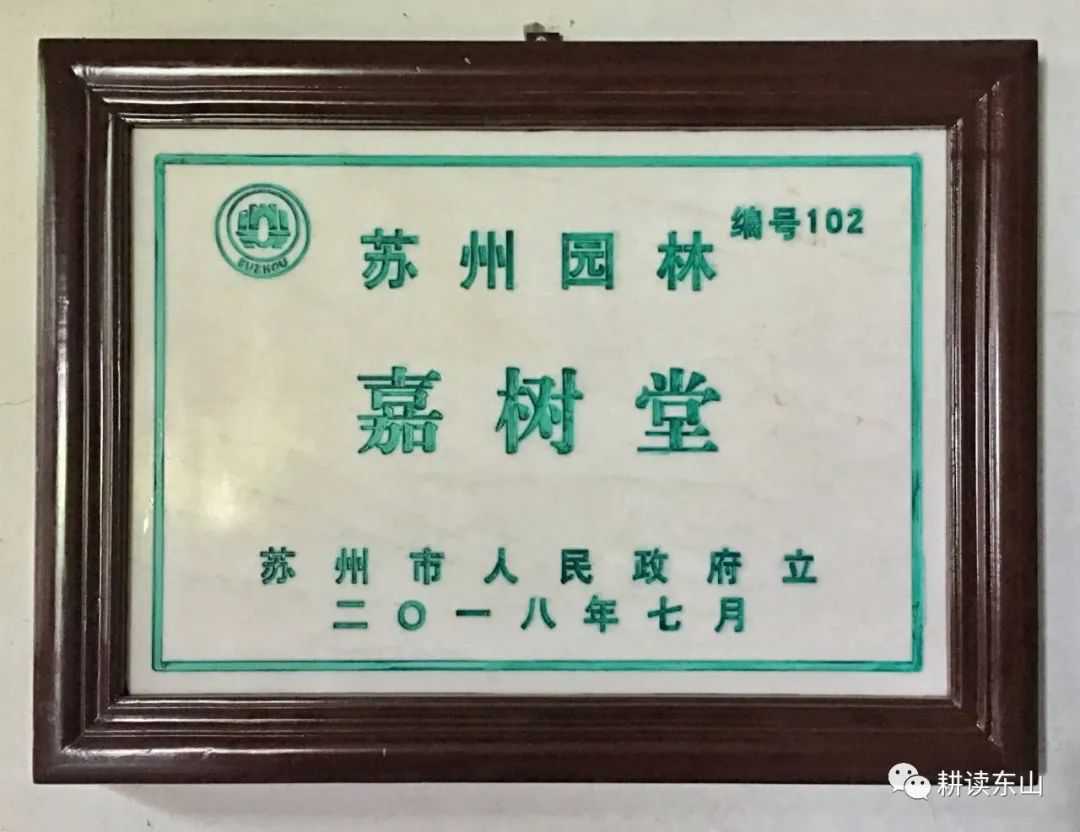 编号102
苏州园林
SUZHOU
嘉树堂
苏州市人民政府立
二〇一八年七月
耕读东山